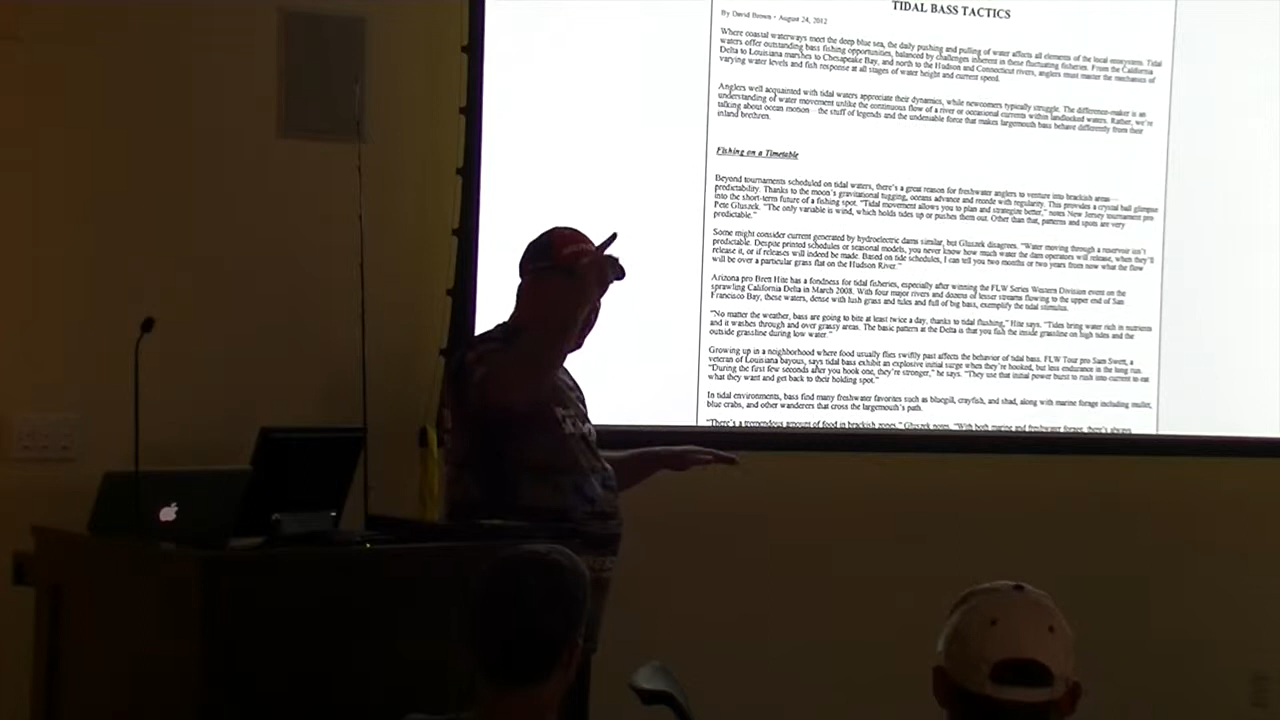 TIDAL BASS TACTICS
By David Brown • August 24, 2012
Where coastal waterways meet the deep blue sea, the daily pushing and pulling of water affects all elements of the local ecosystem. Tidal
waters offer outstanding bass fishing opportunities, balanced by challenges inherent in these fluctuating fisheries. From the California
Delta to Louisiana marshes to Chesapeake Bay, and north to the Hudson and Connecticut rivers, anglers must master the mechanics of
varying water levels and fish response at all stages of water height and current speed.
Anglers well acquainted with tidal waters appreciate their dynamics, while newcomers typically struggle. The difference-maker is an
understanding of water movement unlike the continuous flow of a river or occasional currents within landlocked waters. Rather, we're
talking about ocean motion—the stuff of legends and the undeniable force that makes largemouth bass behave differently from their
inland brethren.
Fishing on a Timetable
Beyond tournaments scheduled on tidal waters, there's a great reason for freshwater anglers to venture into brackish areas—
predictability. Thanks to the moon's gravitational tugging, oceans advance and recede with regularity. This provides a crystal ball glimpse
into the short-term future of a fishing spot. "Tidal movement allows you to plan and strategize better," notes New Jersey tournament pro
Pete Gluszek. "The only variable is wind, which holds tides up or pushes them out. Other than that, patterns and spots are very
predictable."
Some might consider current generated by hydroelectric dams similar, but Gluszek disagrees. "Water moving through a reservoir isn't
predictable. Despite printed schedules or seasonal models, you never know how much water the dam operators will release, when they'll
release it, or if releases will indeed be made. Based on tide schedules, I can tell you two months or two years from now what the flow
will be over a particular grass flat on the Hudson River."
Arizona pro Brett Hite has a fondness for tidal fisheries, especially after winning the FLW Series Western Division event on the
sprawling California Delta in March 2008. With four major rivers and dozens of lesser streams flowing to the upper end of San
Francisco Bay, these waters, dense with lush grass and tules and full of big bass, exemplify the tidal stimulus.
"No matter the weather, bass are going to bite at least twice a day, thanks to tidal flushing," Hite says. "Tides bring water rich in nutrients
and it washes through and over grassy areas. The basic pattern at the Delta is that you fish the inside grassline on high tides and the
outside grassline during low water."
Growing up in a neighborhood where food usually flies swiftly past affects the behavior of tidal bass. FLW Tour pro Sam Swett, a
veteran of Louisiana bayous, says tidal bass exhibit an explosive initial surge when they're hooked, but less endurance in the long run.
"During the first few seconds after you hook one, they're stronger," he says. "They use that initial power burst to rush into current to eat
what they want and get back to their holding spot."
In tidal environments, bass find many freshwater favorites such as bluegill, crayfish, and shad, along with marine forage including mullet,
blue crabs, and other wanderers that cross the largemouth's path.
"There's a tremendous amount of food in brackish zones," Gluszek notes. "With both marine and freshwater forage, there's always